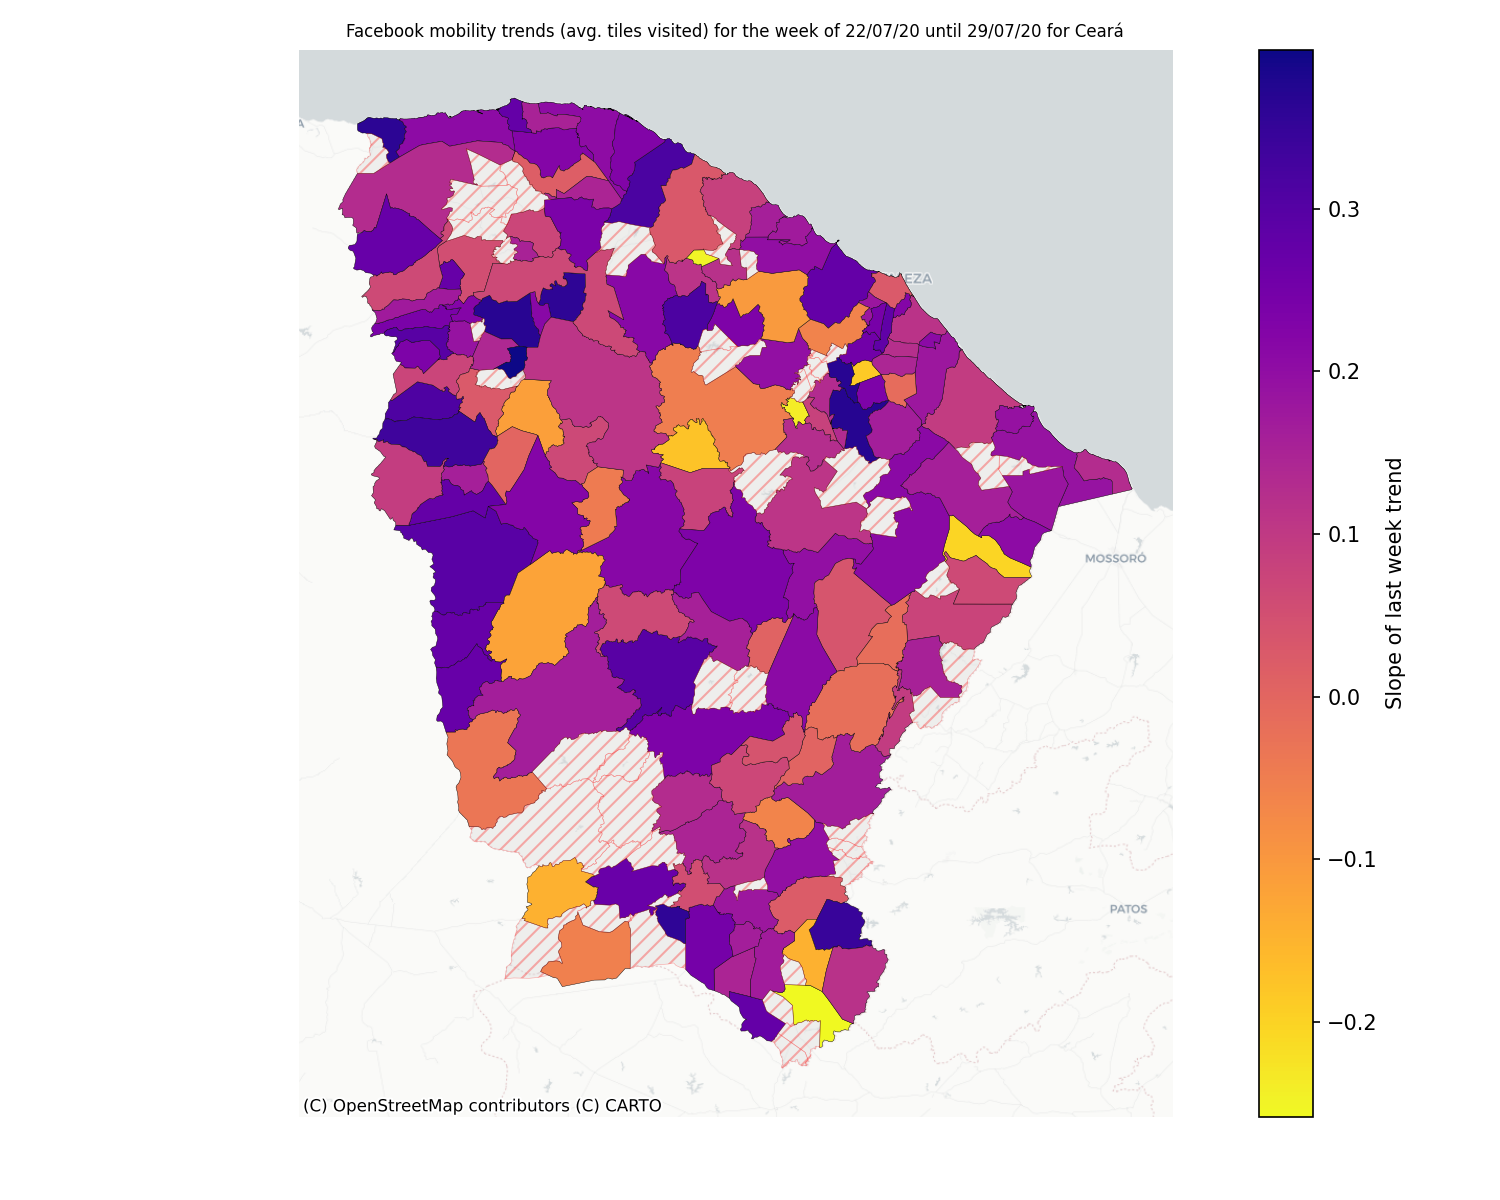 Facebook mobility trends (avg. tiles visited) for the week of 22/07/20 until 29/07/20 for Ceará
A
EZA
MOSSORÓ
PATOS
0.3
0.2
0.1
0.0
−0.1
−0.2
Slope of last week trend
(C) OpenStreetMap contributors (C) CARTO